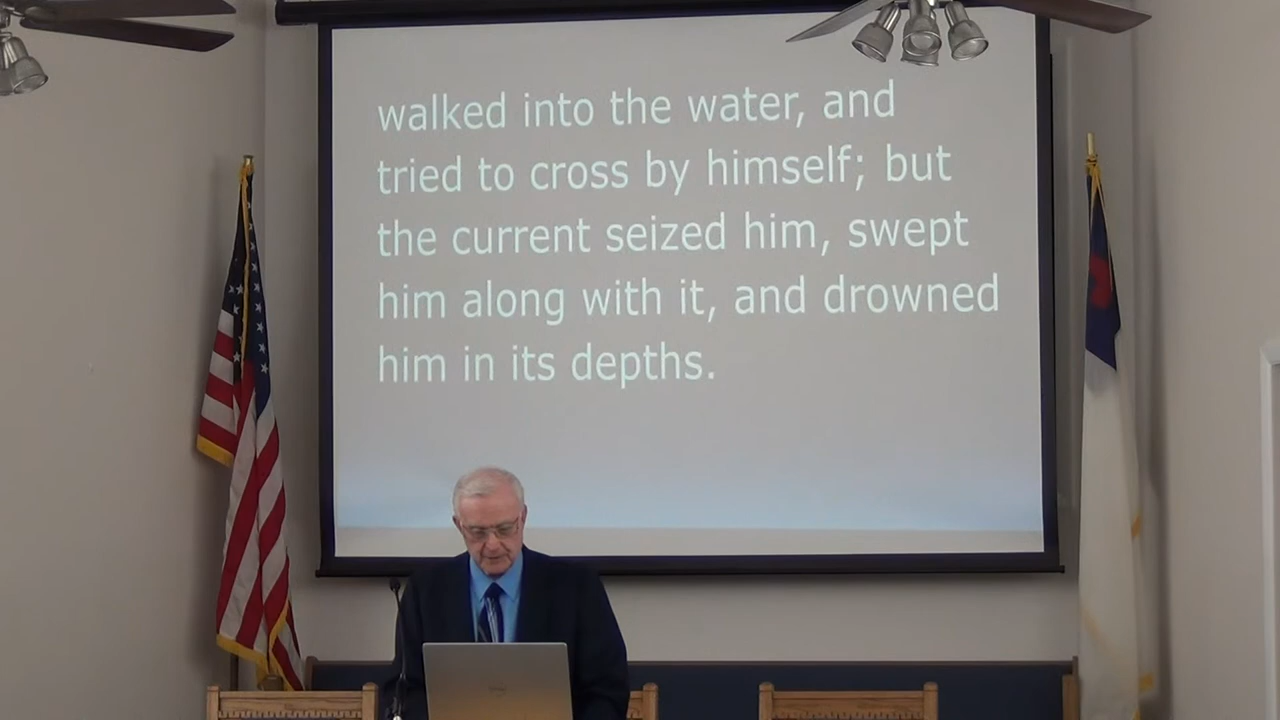 walked into the water, and
tried to cross by himself; but
the current seized him, swept
him along with it, and drowned
him in its depths.